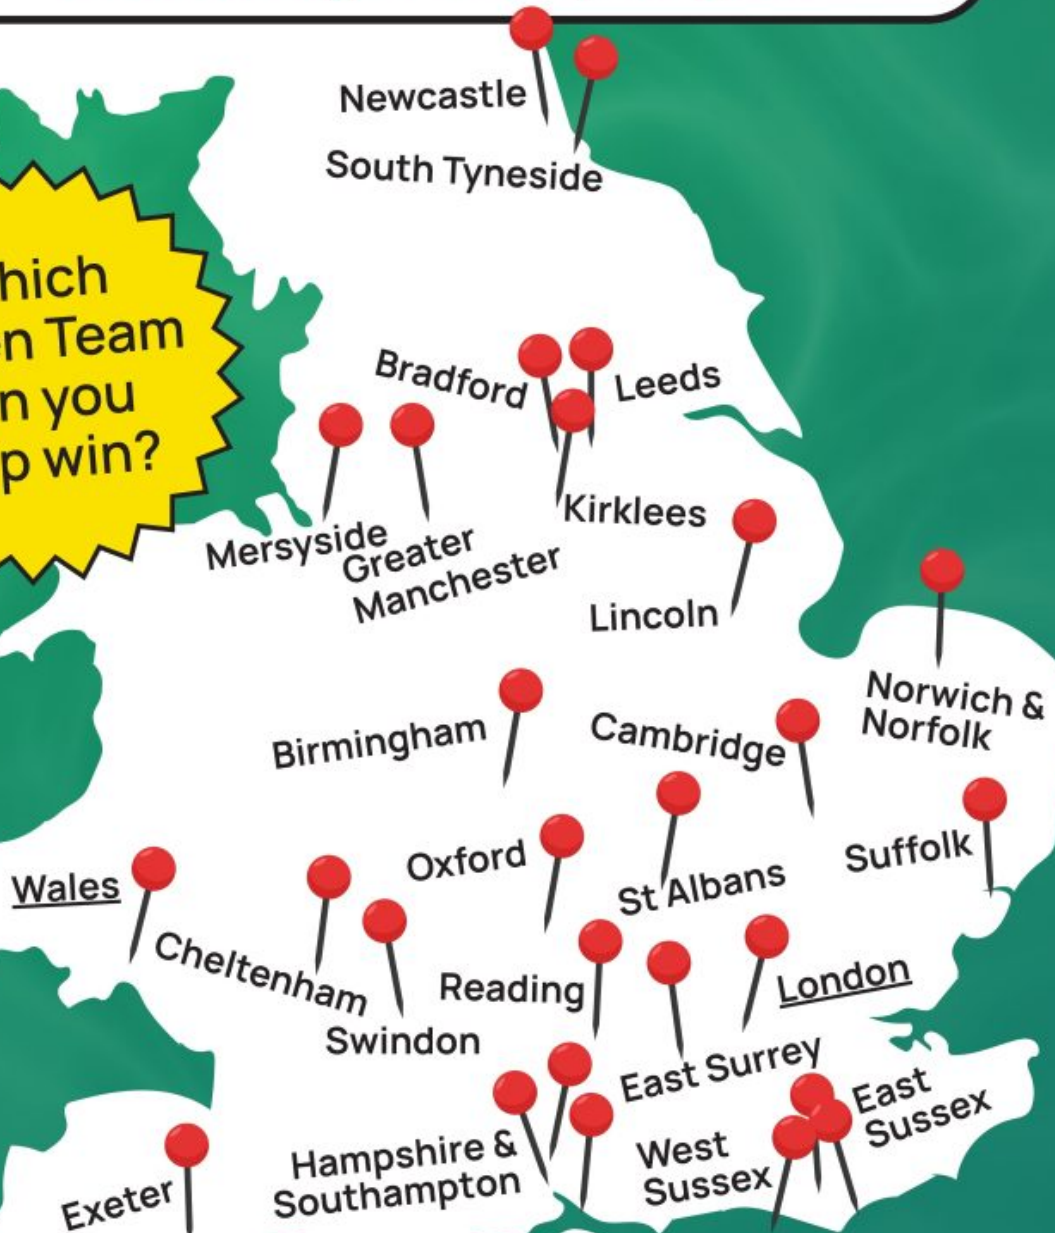 Newcastle
South Tyneside
hich
en Team
n you
p win?
Bradford
Leeds
Kirklees
Mersyside
Greater
Manchester
Lincoln
Norwich &
Norfolk
Birmingham
Cambridge
Suffolk
Oxford
St Albans
Wales
Cheltenham
Swindon
Reading
London
East Surrey
East
Sussex
Hampshire &
Southampton
West
Sussex
Exeter